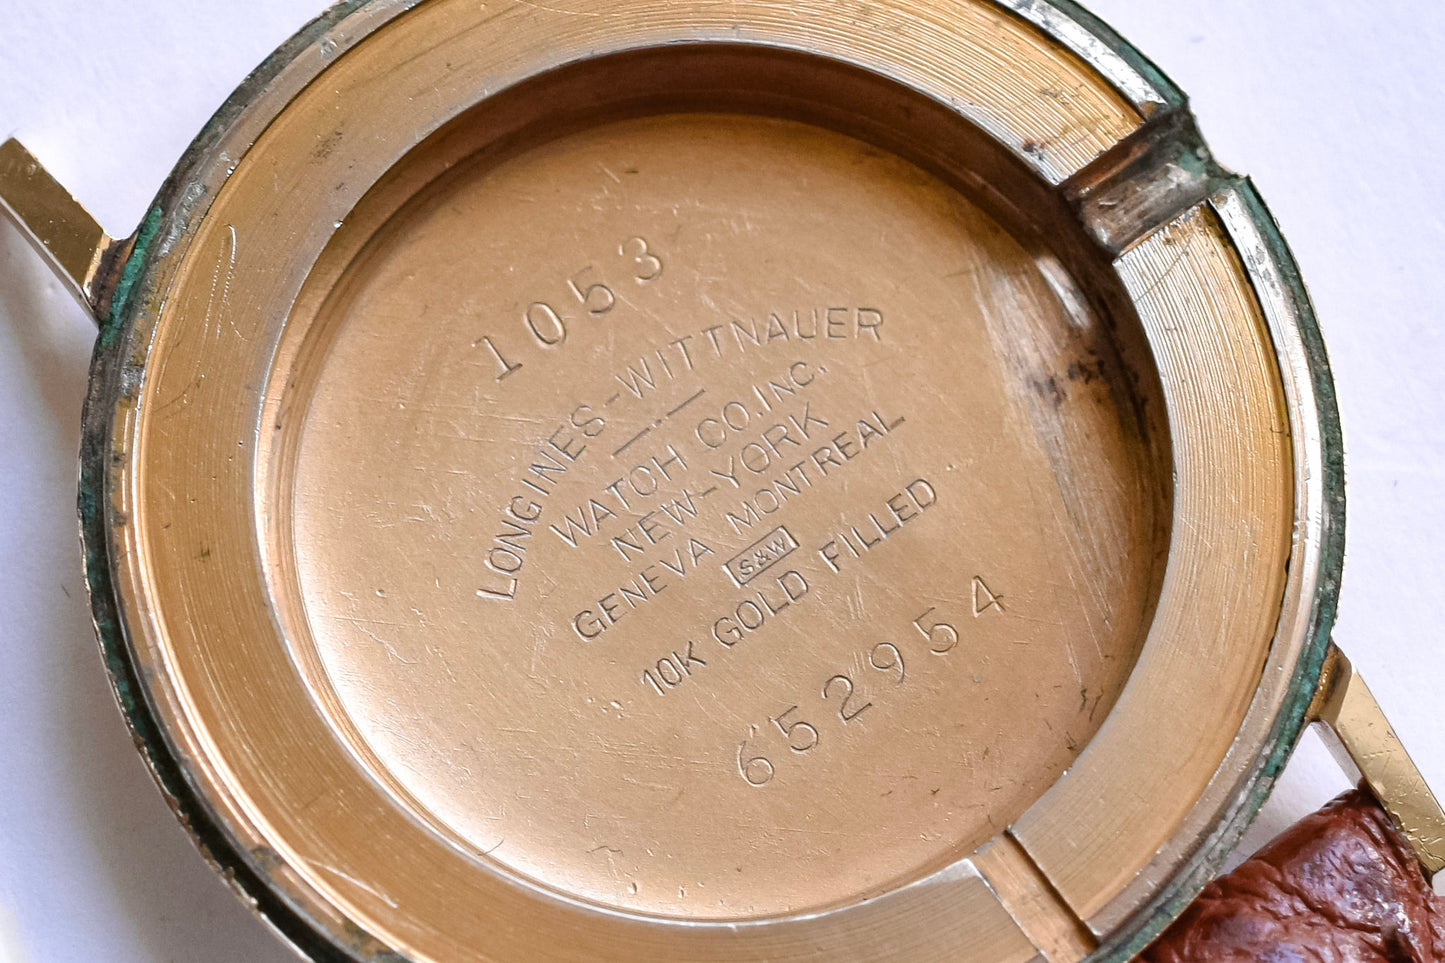 1053
LONGINES-WITTNAUER
WATCH CO.INC.
NEW-YORK
GENEVA MONTREAL
S&W
10K GOLD FILLED
652954